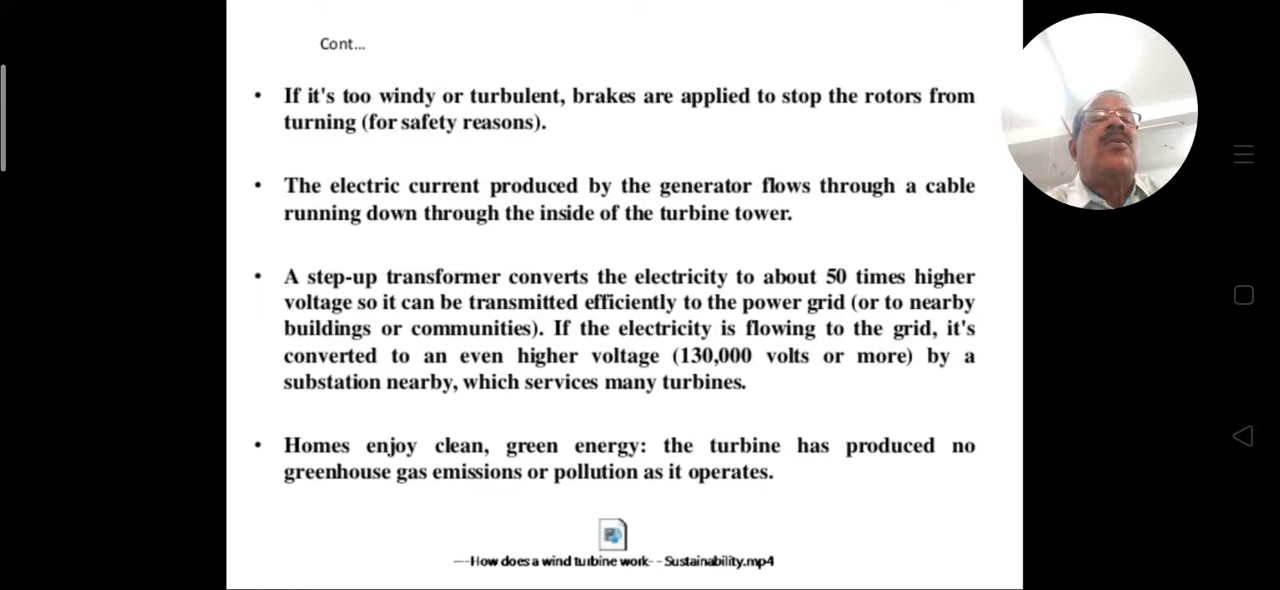 Cont...
• If it's too windy or turbulent, brakes are applied to stop the rotors from
turning (for safety reasons).
• The electric current produced by the generator flows through a cable
running down through the inside of the turbine tower.
• A step-up transformer converts the electricity to about 50 times higher
voltage so it can be transmitted efficiently to the power grid (or to nearby
buildings or communities). If the electricity is flowing to the grid, it's
converted to an even higher voltage (130,000 volts or more) by a
substation nearby, which services many turbines.
• Homes enjoy clean, green energy: the turbine has produced no
greenhouse gas emissions or pollution as it operates.
----How does a wind turbine work- - Sustainability.mp4